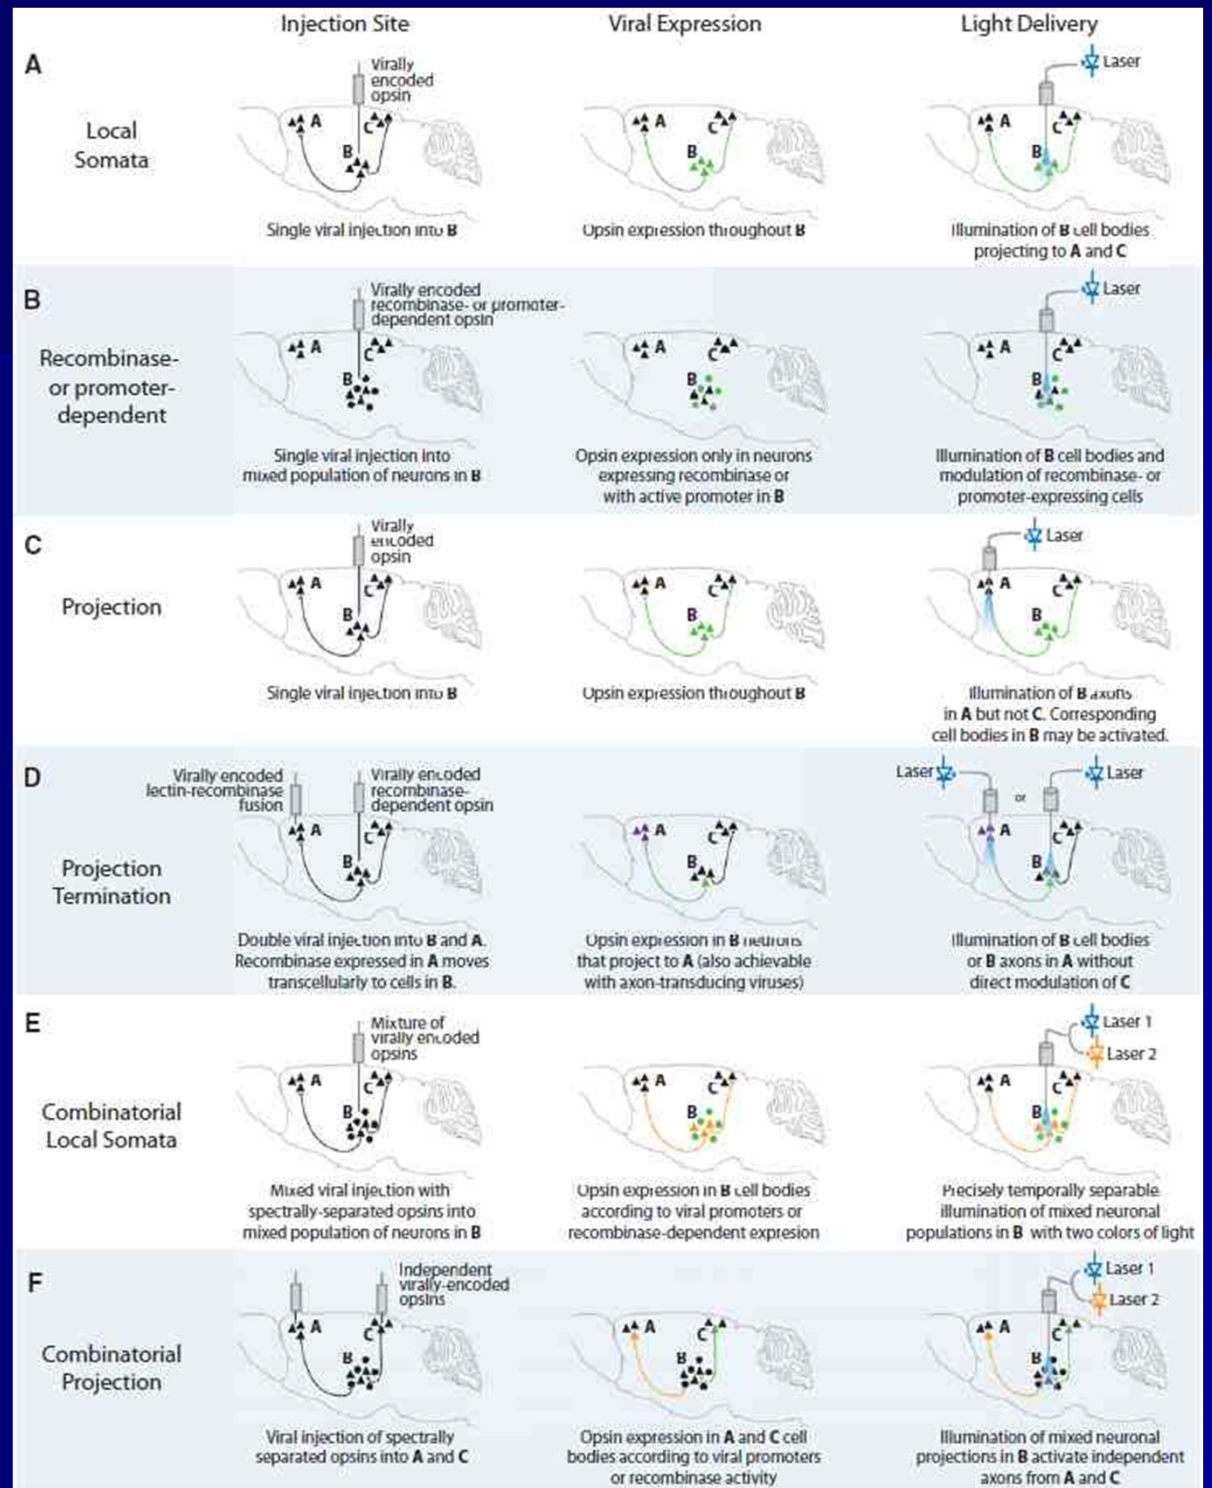 Injection Site
Viral Expression
Light Delivery
A
Local
Somata
Virally
encoded
opsin
A
C
B
Single viral injection into B
A
C
B
Opsin expression throughout B
Laser
A
C
B
Illumination of B cell bodies
projecting to A and C
B
Recombinase-
or promoter-
dependent
Virally encoded
recombinase- or promoter-
dependent opsin
A
C
B
Single viral injection into
mixed population of neurons in B
A
C
B
Opsin expression only in neurons
expressing recombinase or
with active promoter in B
Laser
A
C
B
Illumination of B cell bodies and
modulation of recombinase- or
promoter-expressing cells
C
Projection
Virally
encoded
opsin
A
C
B
Single viral injection into B
A
C
B
Opsin expression throughout B
Laser
A
C
B
Illumination of B axons
in A but not C. Corresponding
cell bodies in B may be activated.
D
Projection
Termination
Virally encoded
lectin-recombinase
fusion
Virally encoded
recombinase-
dependent opsin
A
C
B
Double viral injection into B and A.
Recombinase expressed in A moves
transcellularly to cells in B.
A
C
B
Opsin expression in B neurons
that project to A (also achievable
with axon-transducing viruses)
Laser
or
Laser
A
C
B
Illumination of B cell bodies
or B axons in A without
direct modulation of C
E
Combinatorial
Local Somata
Mixture of
virally encoded
opsins
A
C
B
Mixed viral injection with
spectrally-separated opsins into
mixed population of neurons in B
A
C
B
Opsin expression in B cell bodies
according to viral promoters or
recombinase-dependent expresion
Laser 1
Laser 2
A
C
B
Precisely temporally separable
illumination of mixed neuronal
populations in B with two colors of light
F
Combinatorial
Projection
Independent
virally-encoded
opsins
A
C
B
Viral injection of spectrally
separated opsins into A and C
A
C
B
Opsin expression in A and C cell
bodies according to viral promoters
or recombinase activity
Laser 1
Laser 2
A
C
B
Illumination of mixed neuronal
projections in B activate independent
axons from A and C